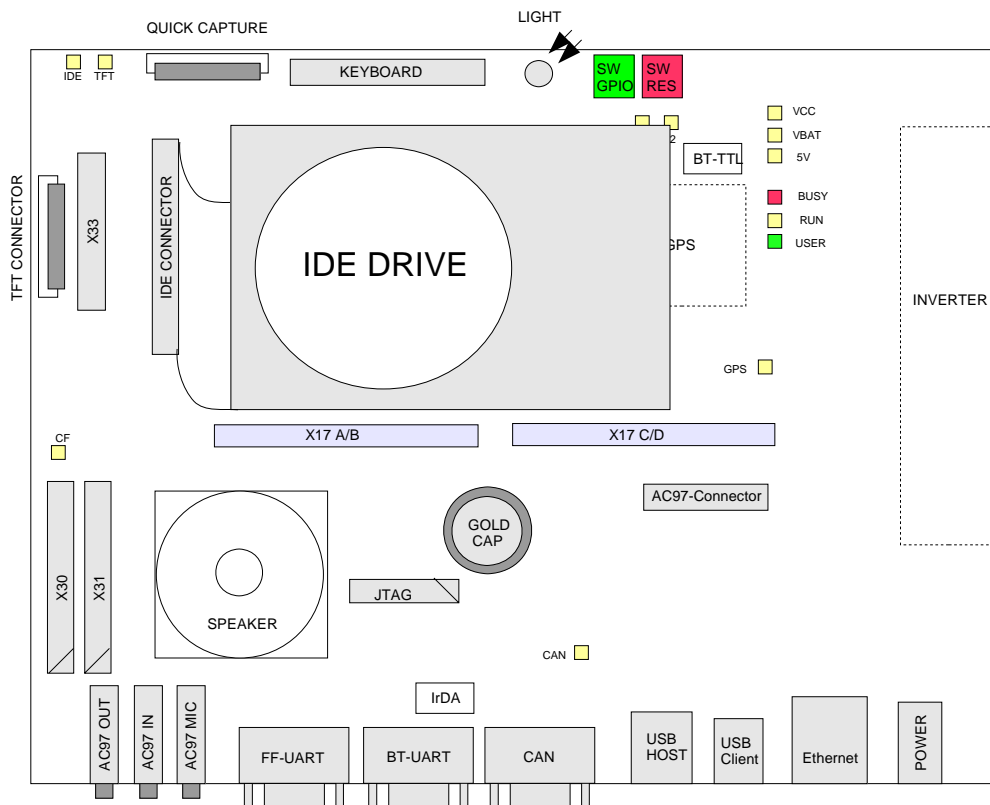 LIGHT
QUICK CAPTURE
IDE
TFT
KEYBOARD
SW
GPIO
SW
RES
VCC
VBAT
5V
2
BT-TTL
BUSY
RUN
USER
TFT CONNECTOR
X33
IDE CONNECTOR
IDE DRIVE
GPS
INVERTER
GPS
X17 A/B
X17 C/D
CF
AC97-Connector
GOLD
CAP
X30
X31
JTAG
SPEAKER
CAN
IrDA
AC97 OUT
AC97 IN
AC97 MIC
FF-UART
BT-UART
CAN
USB
HOST
USB
Client
Ethernet
POWER